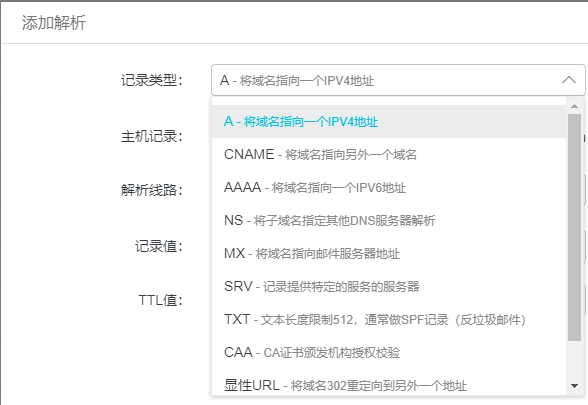 添加解析
记录类型：
A - 将域名指向一个IPV4地址
A - 将域名指向一个IPV4地址
主机记录：
CNAME - 将域名指向另外一个域名
解析线路：
AAAA - 将域名指向一个IPV6地址
NS - 将子域名指定其他DNS服务器解析
记录值：
MX - 将域名指向邮件服务器地址
SRV - 记录提供特定的服务的服务器
TTL值：
TXT - 文本长度限制512，通常做SPF记录（反垃圾邮件）
CAA - CA证书颁发机构授权校验
显性URL - 将域名302重定向到另外一个地址